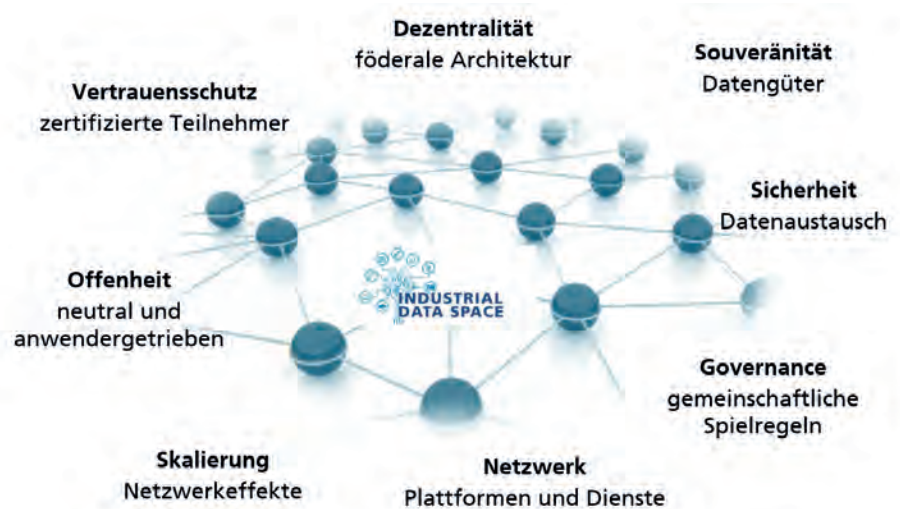 Dezentralität
föderale Architektur
Souveränität
Datengüter
Vertrauensschutz
zertifizierte Teilnehmer
Sicherheit
Datenaustausch
Offenheit
neutral und
anwendergetrieben
INDUSTRIAL
DATA SPACE
Governance
gemeinschaftliche
Spielregeln
Skalierung
Netzwerkeffekte
Netzwerk
Plattformen und Dienste